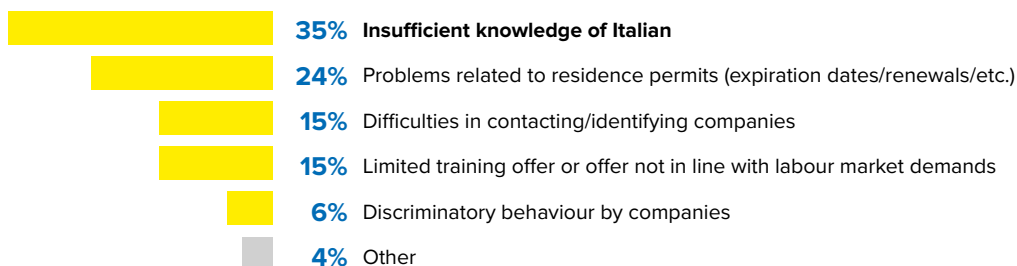 35% Insufficient knowledge of Italian
24% Problems related to residence permits (expiration dates/renewals/etc.)
15% Difficulties in contacting/identifying companies
15% Limited training offer or offer not in line with labour market demands
6% Discriminatory behaviour by companies
4% Other